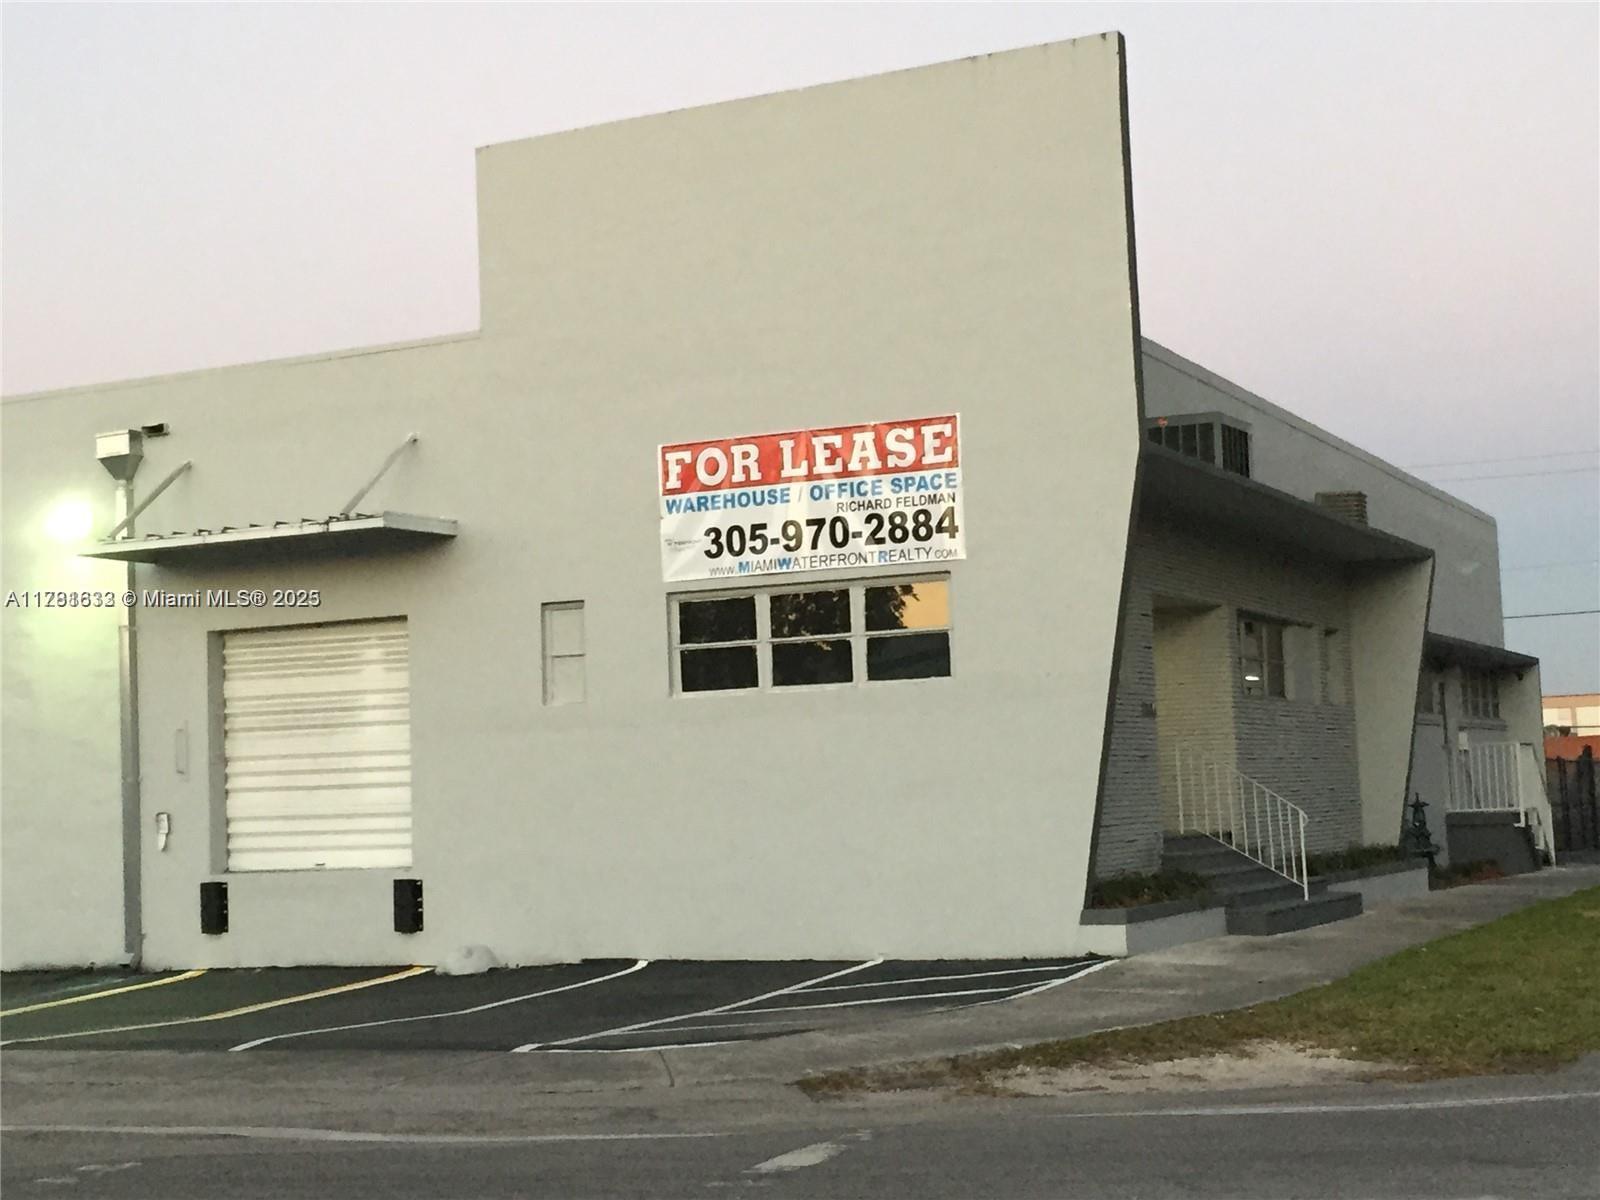 FOR LEASE
WAREHOUSE / OFFICE SPACE
RICHARD FELDMAN
305-970-2884
www.MIAMIWATERFRONTREALTY.COM
© Miami MLS® 2025